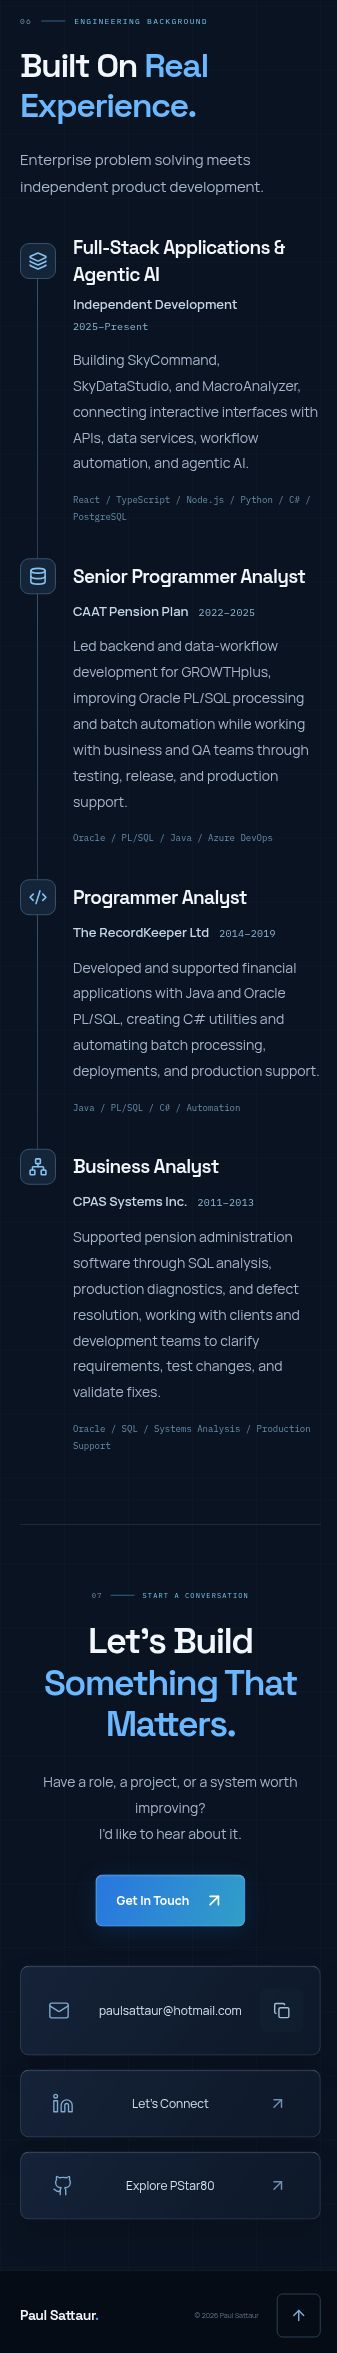 06 ENGINEERING BACKGROUND
Built On Real
Experience.
Enterprise problem solving meets
independent product development.
Full-Stack Applications &
Agentic AI
Independent Development
2025–Present
Building SkyCommand,
SkyDataStudio, and MacroAnalyzer,
connecting interactive interfaces with
APIs, data services, workflow
automation, and agentic AI.
React / TypeScript / Node.js / Python / C# /
PostgreSQL
Senior Programmer Analyst
CAAT Pension Plan 2022–2025
Led backend and data-workflow
development for GROWTHplus,
improving Oracle PL/SQL processing
and batch automation while working
with business and QA teams through
testing, release, and production
support.
Oracle / PL/SQL / Java / Azure DevOps
Programmer Analyst
The RecordKeeper Ltd 2014–2019
Developed and supported financial
applications with Java and Oracle
PL/SQL, creating C# utilities and
automating batch processing,
deployments, and production support.
Java / PL/SQL / C# / Automation
Business Analyst
CPAS Systems Inc. 2011–2013
Supported pension administration
software through SQL analysis,
production diagnostics, and defect
resolution, working with clients and
development teams to clarify
requirements, test changes, and
validate fixes.
Oracle / SQL / Systems Analysis / Production
Support
07 START A CONVERSATION
Let's Build
Something That
Matters.
Have a role, a project, or a system worth
improving?
I'd like to hear about it.
Get In Touch
paulsattaur@hotmail.com
Let's Connect
Explore PStar80
Paul Sattaur. © 2026 Paul Sattaur